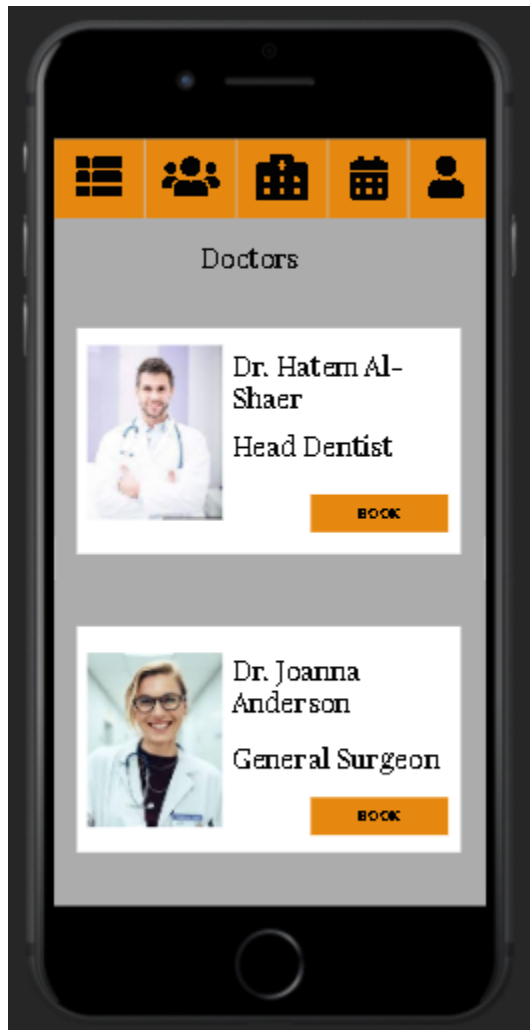 Doctors
Dr. Hatem Al-
Shaer
Head Dentist
BOOK
Dr. Joanna
Anderson
General Surgeon
BOOK